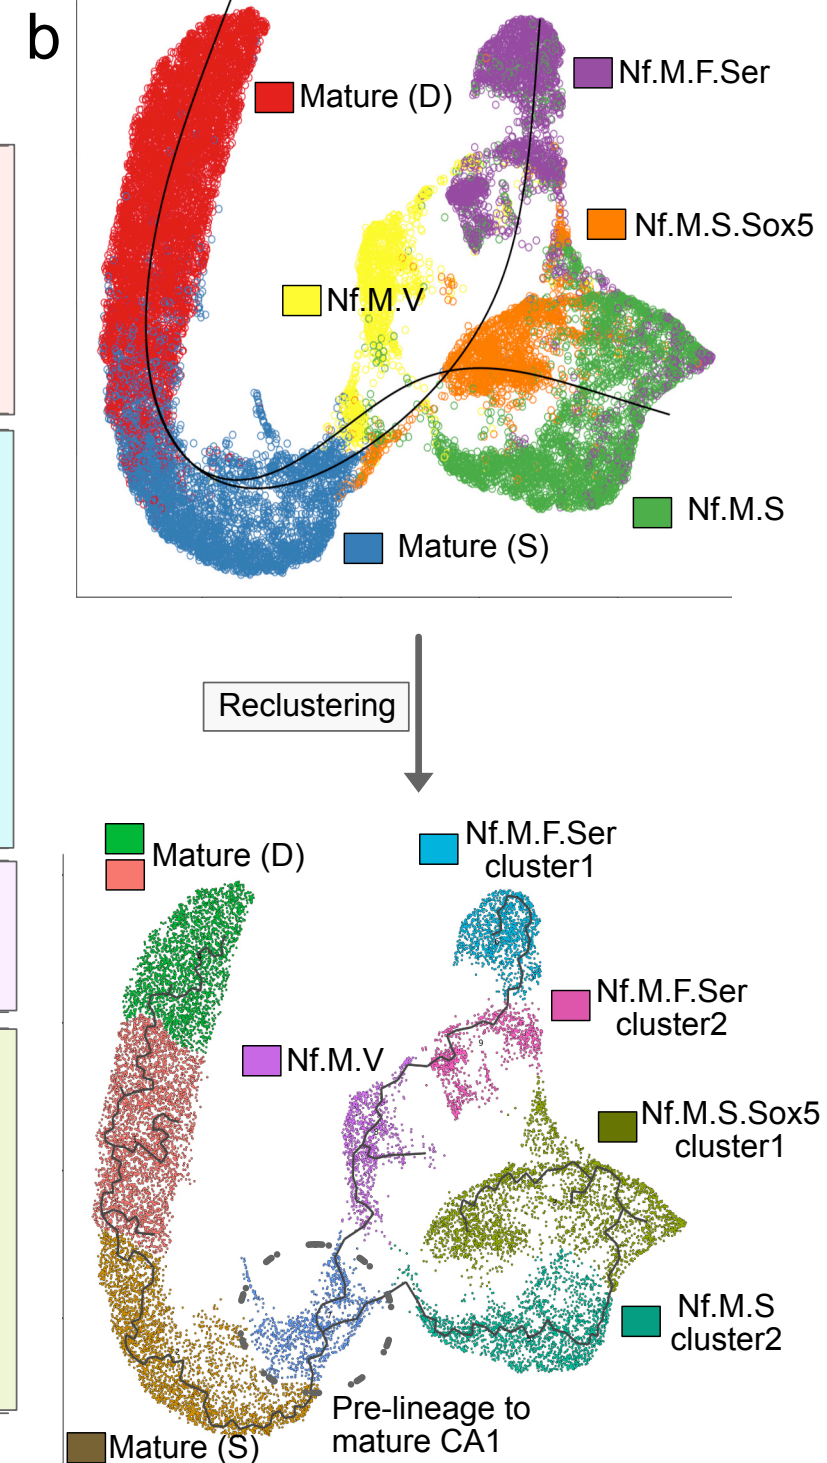 b
Nf.M.F.Ser
Mature (D)
Nf.M.S.Sox5
Nf.M.V
Nf.M.S
Mature (S)
Reclustering
Nf.M.F.Ser
cluster1
Mature (D)
Nf.M.F.Ser
cluster2
9
Nf.M.V
Nf.M.S.Sox5
cluster1
Nf.M.S
cluster2
Pre-lineage to
mature CA1
Mature (S)